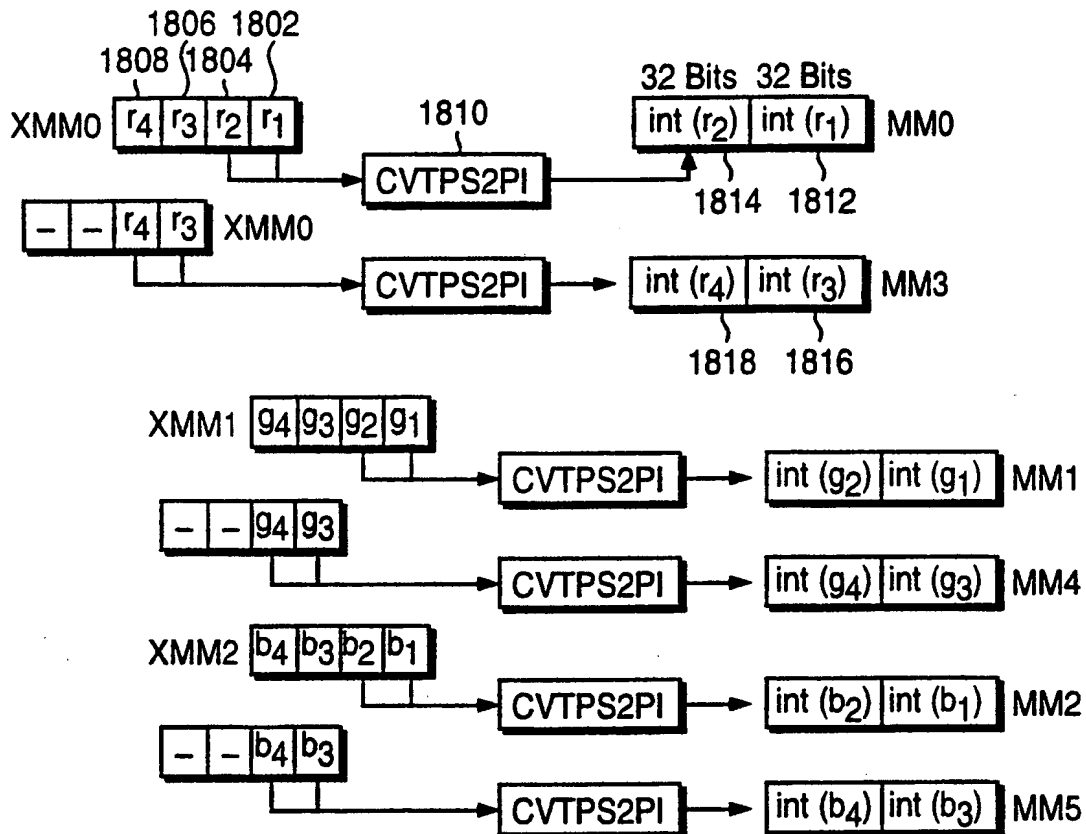 1806 1802
1808 1804
XMM0 r4 r3 r2 r1
1810
CVTPS2PI
32 Bits 32 Bits
int (r2) int (r1) MM0
1814 1812
– – r4 r3 XMM0
CVTPS2PI
int (r4) int (r3) MM3
1818 1816
XMM1 g4 g3 g2 g1
CVTPS2PI
int (g2) int (g1) MM1
– – g4 g3
CVTPS2PI
int (g4) int (g3) MM4
XMM2 b4 b3 b2 b1
CVTPS2PI
int (b2) int (b1) MM2
– – b4 b3
CVTPS2PI
int (b4) int (b3) MM5